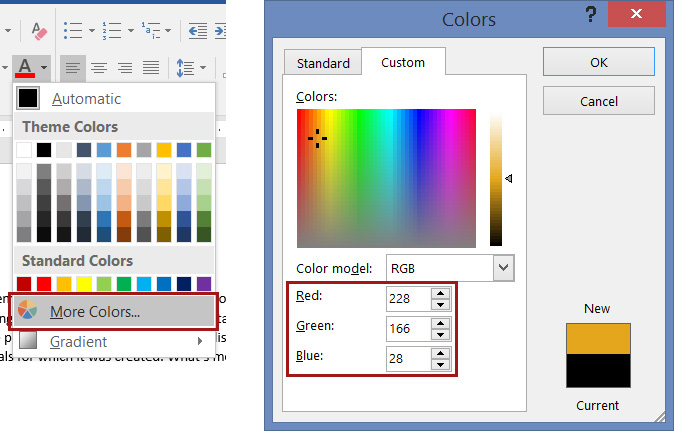 A
Automatic
Theme Colors
Standard Colors
More Colors...
Gradient
als for which it was created. What's m
Colors
?
Standard
Custom
OK
Cancel
Colors:
Color model:
RGB
Red:
228
Green:
166
Blue:
28
New
Current